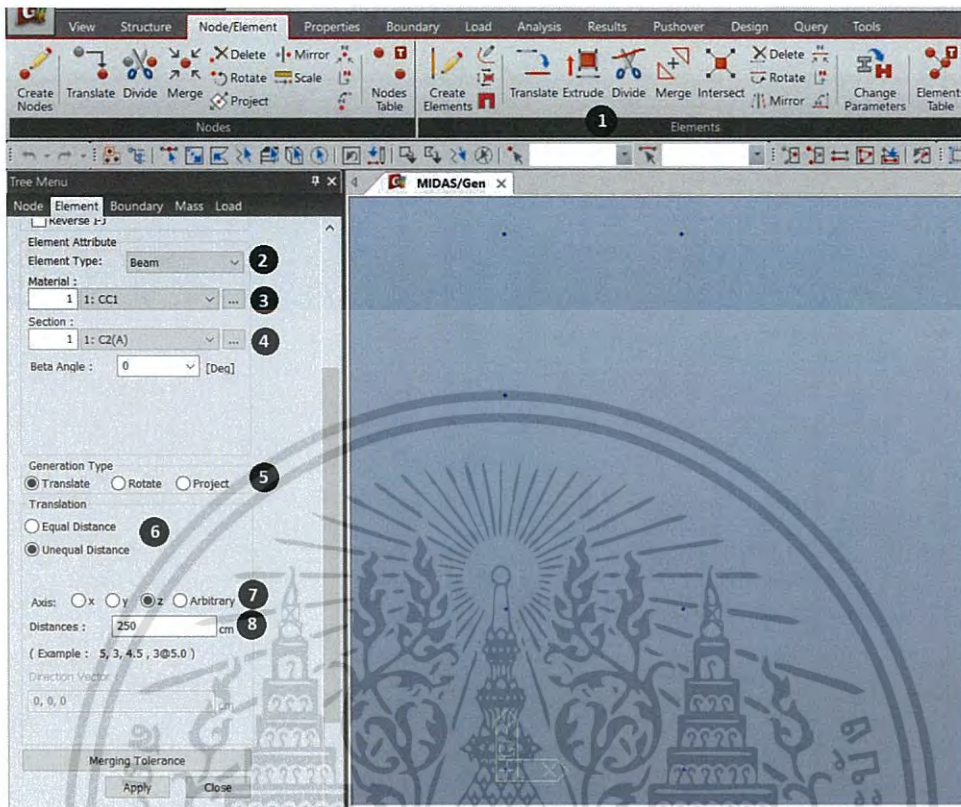 View Structure Node/Element Properties Boundary Load Analysis Results Pushover Design Query Tools
Create Nodes Translate Divide Merge Delete Rotate Project Mirror Scale Nodes Table
Create Elements Translate Extrude Divide Merge Intersect Delete Rotate Mirror Change Parameters Element Table
1
Nodes Elements
Tree Menu
MIDAS/Gen
Node Element Boundary Mass Load
Reverse I-J
Element Attribute
Element Type: Beam 2
Material :
1 1: CC1 ... 3
Section :
1 1: C2(A) ... 4
Beta Angle : 0 [Deg]
Generation Type
Translate Rotate Project 5
Translation
Equal Distance
6
Unequal Distance
Axis: x y z Arbitrary 7
Distances : 250 cm 8
( Example : 5, 3, 4.5 , 3@5.0 )
Direction Vector :
0, 0, 0 cm
Merging Tolerance
Apply Close